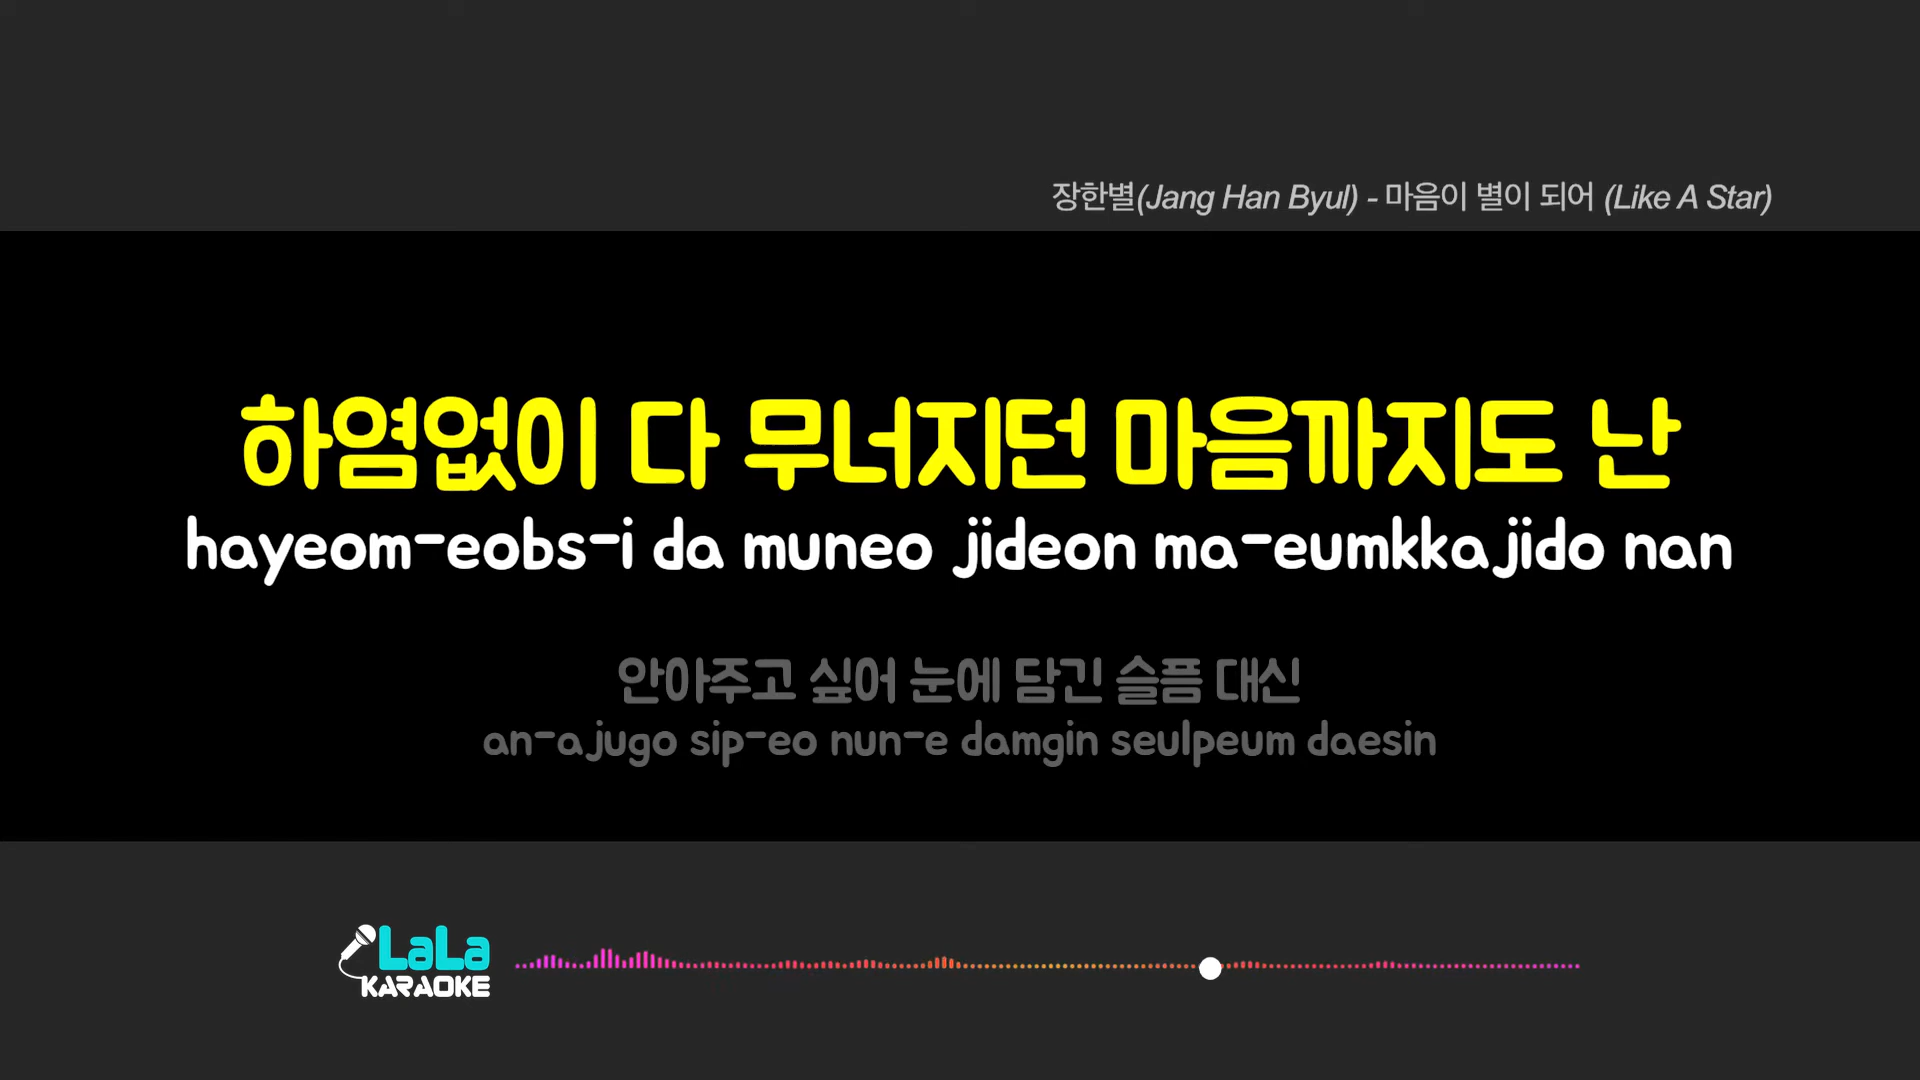 장한별(Jang Han Byul) - 마음이 별이 되어 (Like A Star)
하염없이 다 무너지던 마음까지도 난
hayeom-eobs-i da muneo jideon ma-eumkkajido nan
안아주고 싶어 눈에 담긴 슬픔 대신
an-ajugo sip-eo nun-e damgin seulpeum daesin
LaLa
KARAOKE